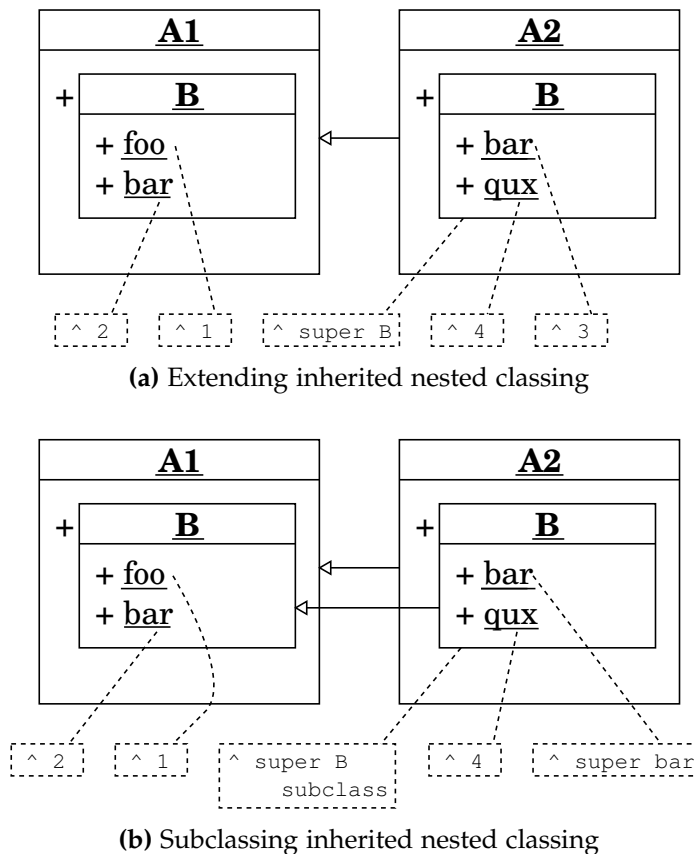 A1 A2
+ B + B
+ foo + bar
+ bar + qux
^ 2 ^ 1 ^ super B ^ 4 ^ 3
(a) Extending inherited nested classing
A1 A2
+ B + B
+ foo + bar
+ bar + qux
^ 2 ^ 1 ^ super B ^ 4 ^ super bar
subclass
(b) Subclassing inherited nested classing